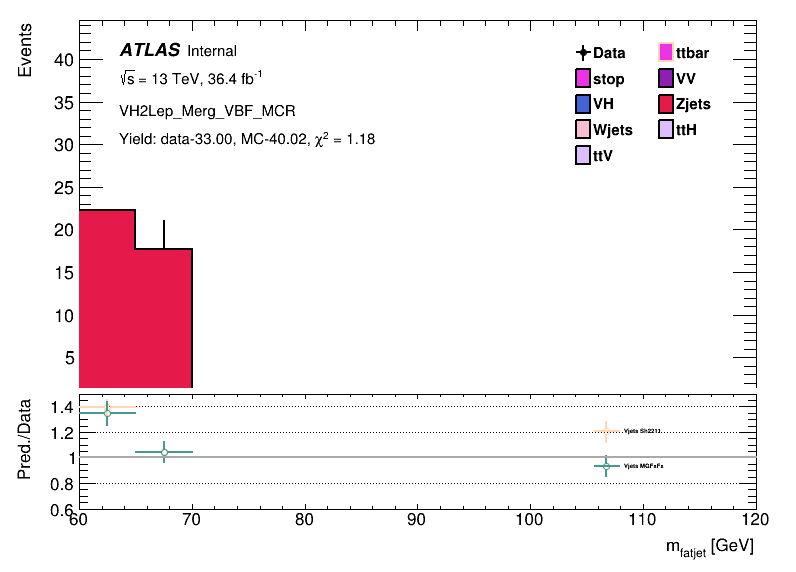 Events
40
35
30
25
20
15
10
5
ATLAS Internal
√s = 13 TeV, 36.4 fb⁻¹
VH2Lep_Merg_VBF_MCR
Yield: data-33.00, MC-40.02, χ² = 1.18
Data ttbar
stop VV
VH Zjets
Wjets ttH
ttV
Pred./Data
1.4
1.2
1
0.8
0.6
Vjets Sh2211
Vjets MGFxFx
60 70 80 90 100 110 120
m_fatjet [GeV]